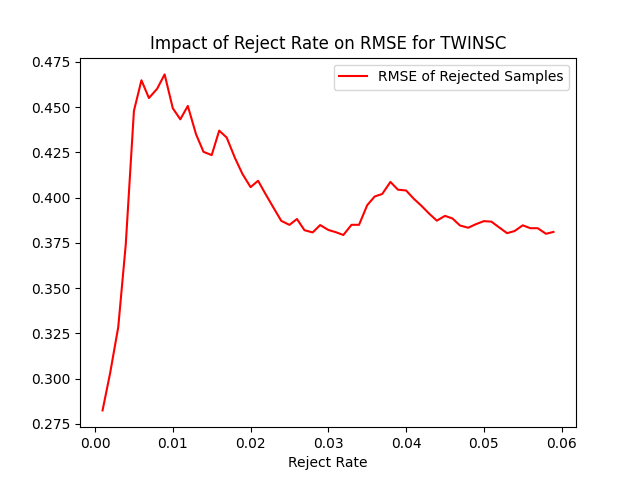 Impact of Reject Rate on RMSE for TWINSC
RMSE of Rejected Samples
0.475
0.450
0.425
0.400
0.375
0.350
0.325
0.300
0.275
0.00 0.01 0.02 0.03 0.04 0.05 0.06
Reject Rate